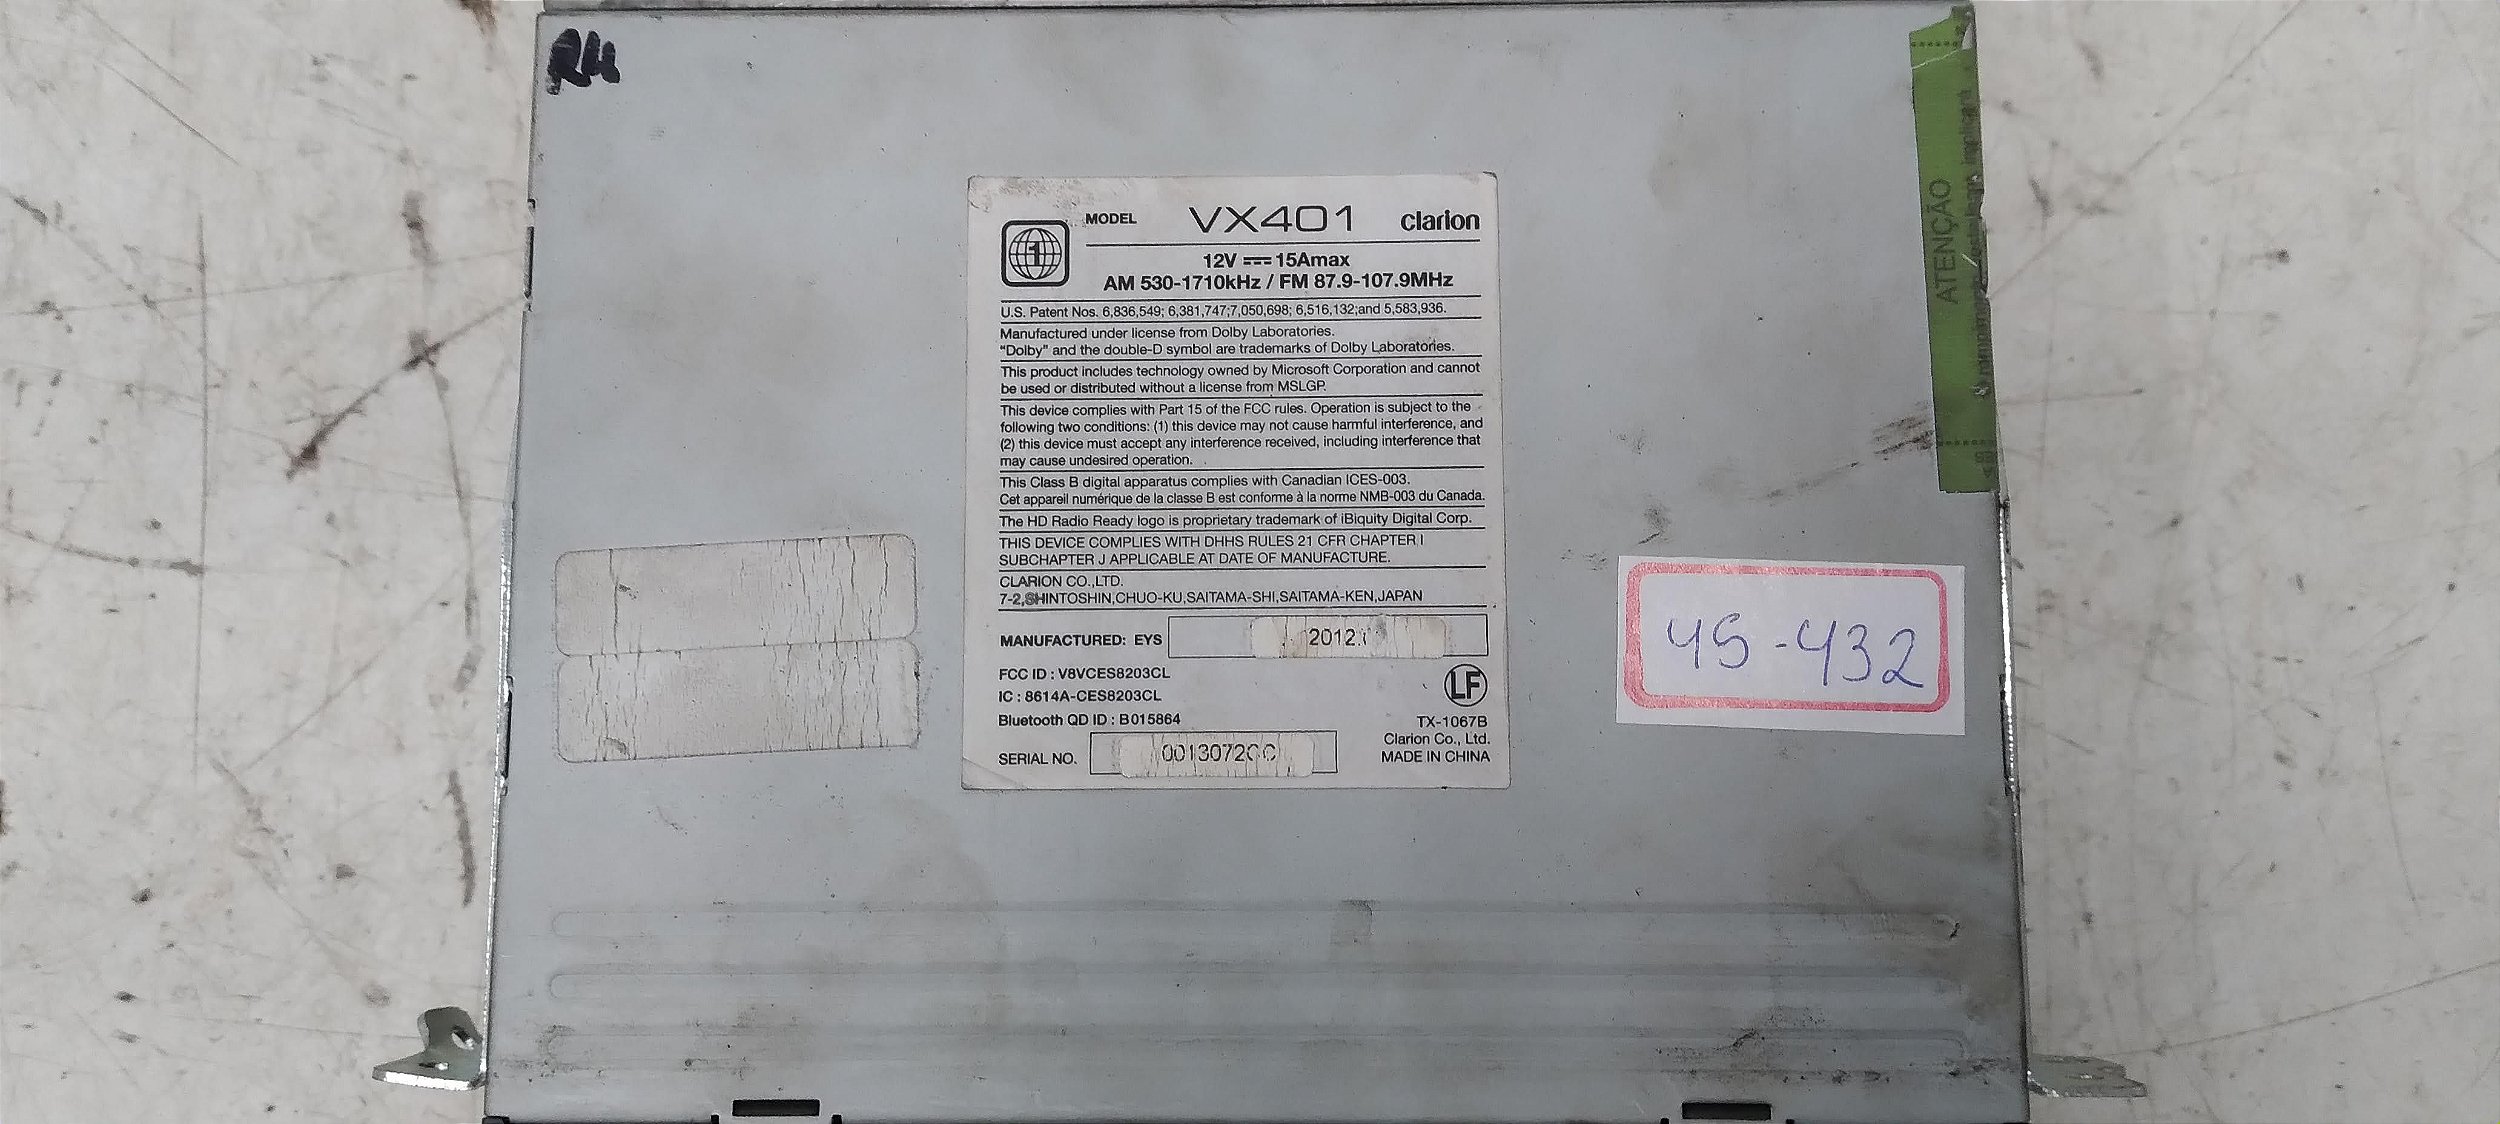 RH
1
MODEL VX401 clarion
12V 15Amax
AM 530-1710kHz / FM 87.9-107.9MHz
U.S. Patent Nos. 6,836,549; 6,381,747;7,050,698; 6,516,132;and 5,583,936.
Manufactured under license from Dolby Laboratories.
“Dolby” and the double-D symbol are trademarks of Dolby Laboratories.
This product includes technology owned by Microsoft Corporation and cannot
be used or distributed without a license from MSLGP.
This device complies with Part 15 of the FCC rules. Operation is subject to the
following two conditions: (1) this device may not cause harmful interference, and
(2) this device must accept any interference received, including interference that
may cause undesired operation.
This Class B digital apparatus complies with Canadian ICES-003.
Cet appareil numérique de la classe B est conforme à la norme NMB-003 du Canada.
The HD Radio Ready logo is proprietary trademark of iBiquity Digital Corp.
THIS DEVICE COMPLIES WITH DHHS RULES 21 CFR CHAPTER I
SUBCHAPTER J APPLICABLE AT DATE OF MANUFACTURE.
CLARION CO.,LTD.
7-2,SHINTOSHIN,CHUO-KU,SAITAMA-SHI,SAITAMA-KEN,JAPAN
MANUFACTURED: EYS 2012.
FCC ID : V8VCES8203CL
IC : 8614A-CES8203CL
LF
Bluetooth QD ID : B015864
TX-1067B
Clarion Co., Ltd.
MADE IN CHINA
SERIAL NO. 0013072
ATENÇÃO
45-432